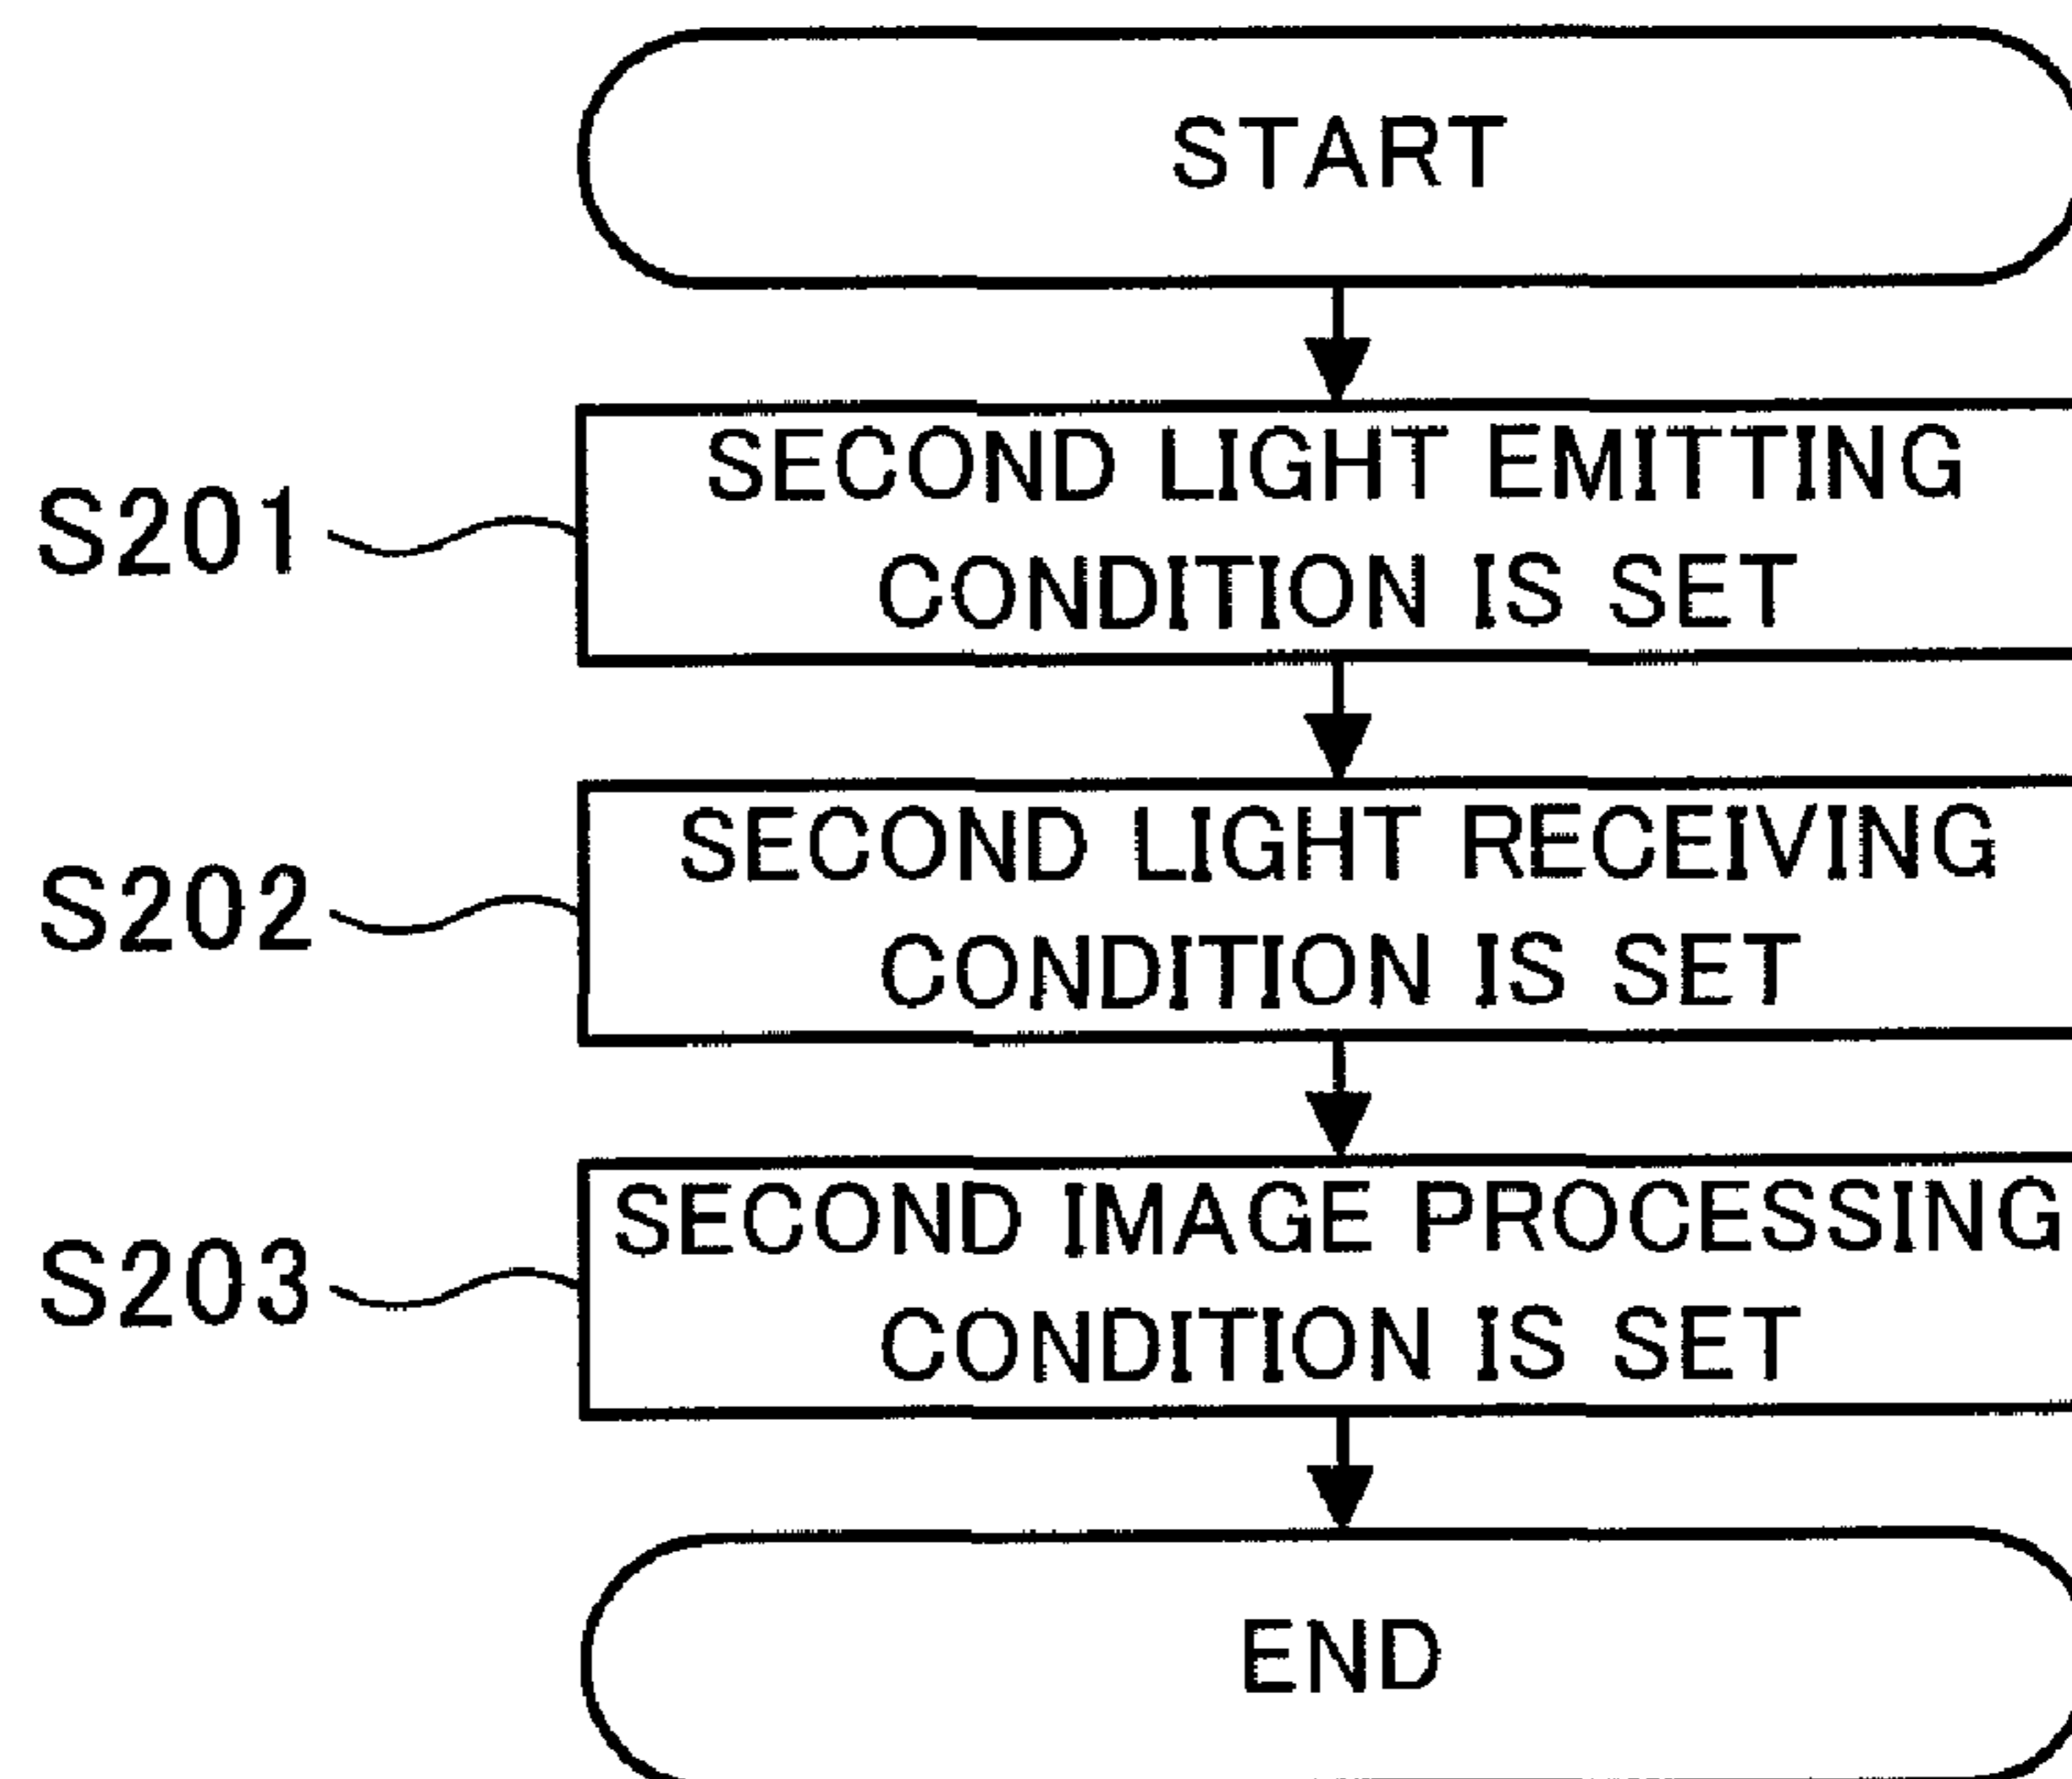 START
S201
SECOND LIGHT EMITTING
CONDITION IS SET
S202
SECOND LIGHT RECEIVING
CONDITION IS SET
S203
SECOND IMAGE PROCESSING
CONDITION IS SET
END